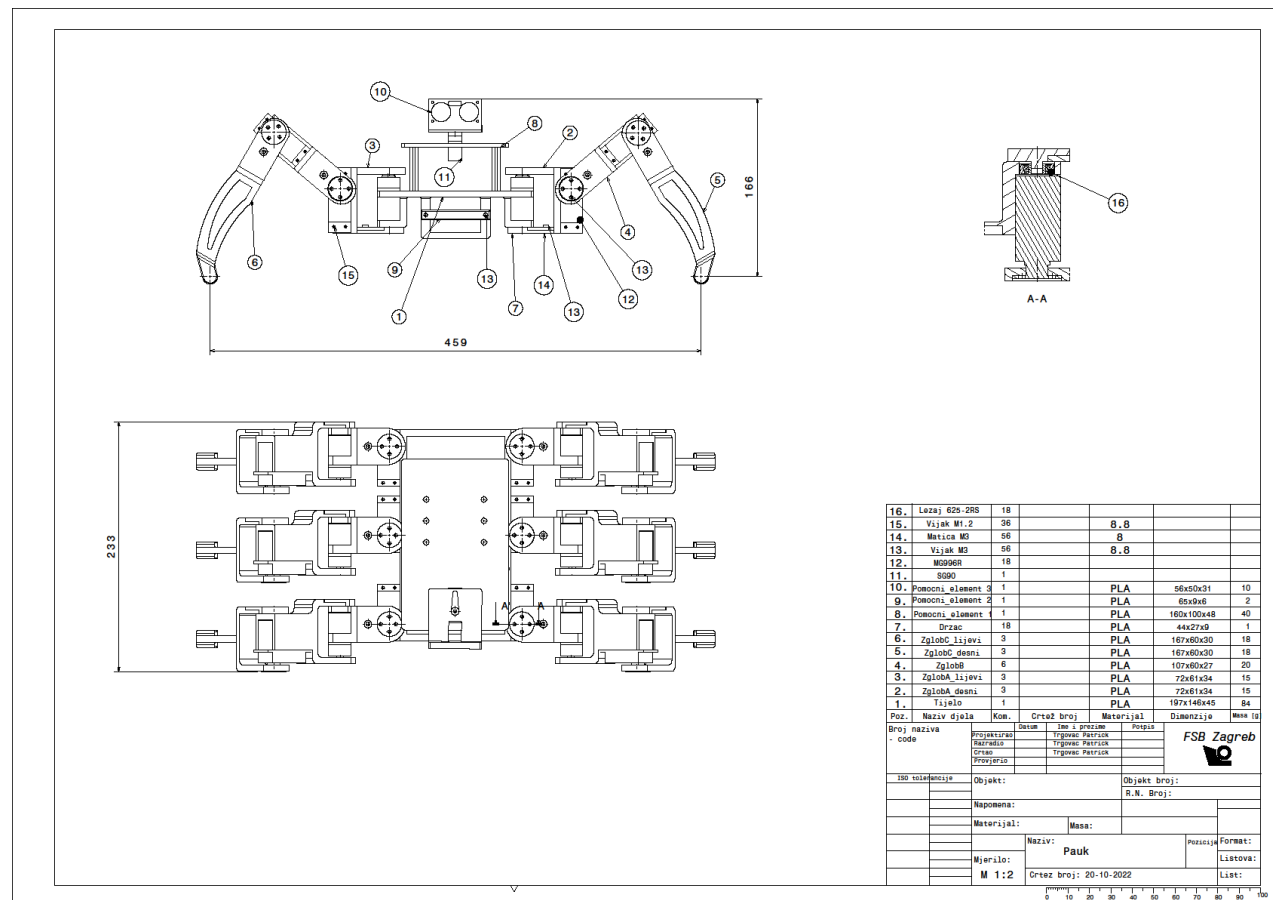 10
8
2
3
11
5
166
4
16
6
15
9
13
14
13
12
7
13
1
A-A
459
233
A A
16. Lezaj 625-2RS 18
15. Vijak M1.2 36 8.8
14. Matica M3 56 8
13. Vijak M3 56 8.8
12. MG996R 18
11. SG90 1
10. Pomocni_element 3 1 PLA 56x50x31 10
9. Pomocni_element 2 1 PLA 65x9x6 2
8. Pomocni_element 1 1 PLA 160x100x48 40
7. Drzac 18 PLA 44x27x9 1
6. ZglobC_lijevi 3 PLA 167x60x30 18
5. ZglobC_desni 3 PLA 167x60x30 18
4. ZglobB 6 PLA 107x60x27 20
3. ZglobA_lijevi 3 PLA 72x61x34 15
2. ZglobA_desni 3 PLA 72x61x34 15
1. Tijelo 1 PLA 197x146x45 84
Poz. Naziv djela Kom. Crtež broj Materijal Dimenzije Masa [g
Broj naziva - code
Datum Ime i prezime Potpis
Projektirao Trgovac Patrick
Razradio Trgovac Patrick
Crtao Trgovac Patrick
Provjerio
FSB Zagreb
ISO tolerancije
Objekt: Objekt broj:
R.N. Broj:
Napomena:
Materijal: Masa:
Naziv: Pozicija Format:
Pauk
Listova:
Mjerilo:
M 1:2 Crtez broj: 20-10-2022 List:
0 10 20 30 40 50 60 70 80 90 100